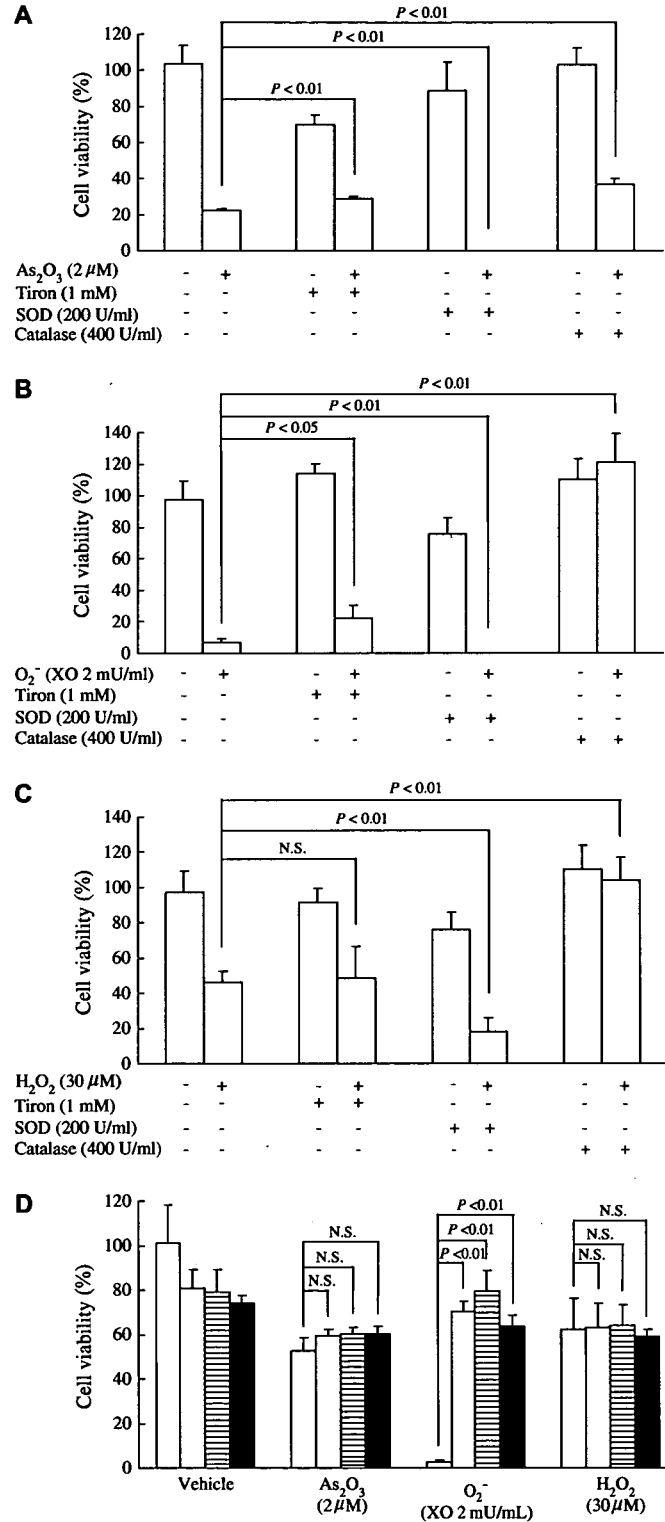 A
P < 0.01
P < 0.01
P < 0.01
120
100
80
60
40
20
0
Cell viability (%)
As2O3 (2 μM) - + - + - + - +
Tiron (1 mM) - - + + - - - -
SOD (200 U/ml) - - - - + + - -
Catalase (400 U/ml) - - - - - - + +
B
P < 0.01
P < 0.01
P < 0.05
140
120
100
80
60
40
20
0
Cell viability (%)
O2- (XO 2 mU/ml) - + - + - + - +
Tiron (1 mM) - - + + - - - -
SOD (200 U/ml) - - - - + + - -
Catalase (400 U/ml) - - - - - - + +
C
P < 0.01
P < 0.01
N.S.
140
120
100
80
60
40
20
0
Cell viability (%)
H2O2 (30 μM) - + - + - + - +
Tiron (1 mM) - - + + - - - -
SOD (200 U/ml) - - - - + + - -
Catalase (400 U/ml) - - - - - - + +
D
120
100
80
60
40
20
0
Cell viability (%)
N.S.
N.S.
N.S.
P <0.01
P <0.01
P <0.01
N.S.
N.S.
N.S.
Vehicle As2O3 O2- H2O2
(2 μM) (XO 2 mU/mL) (30 μM)